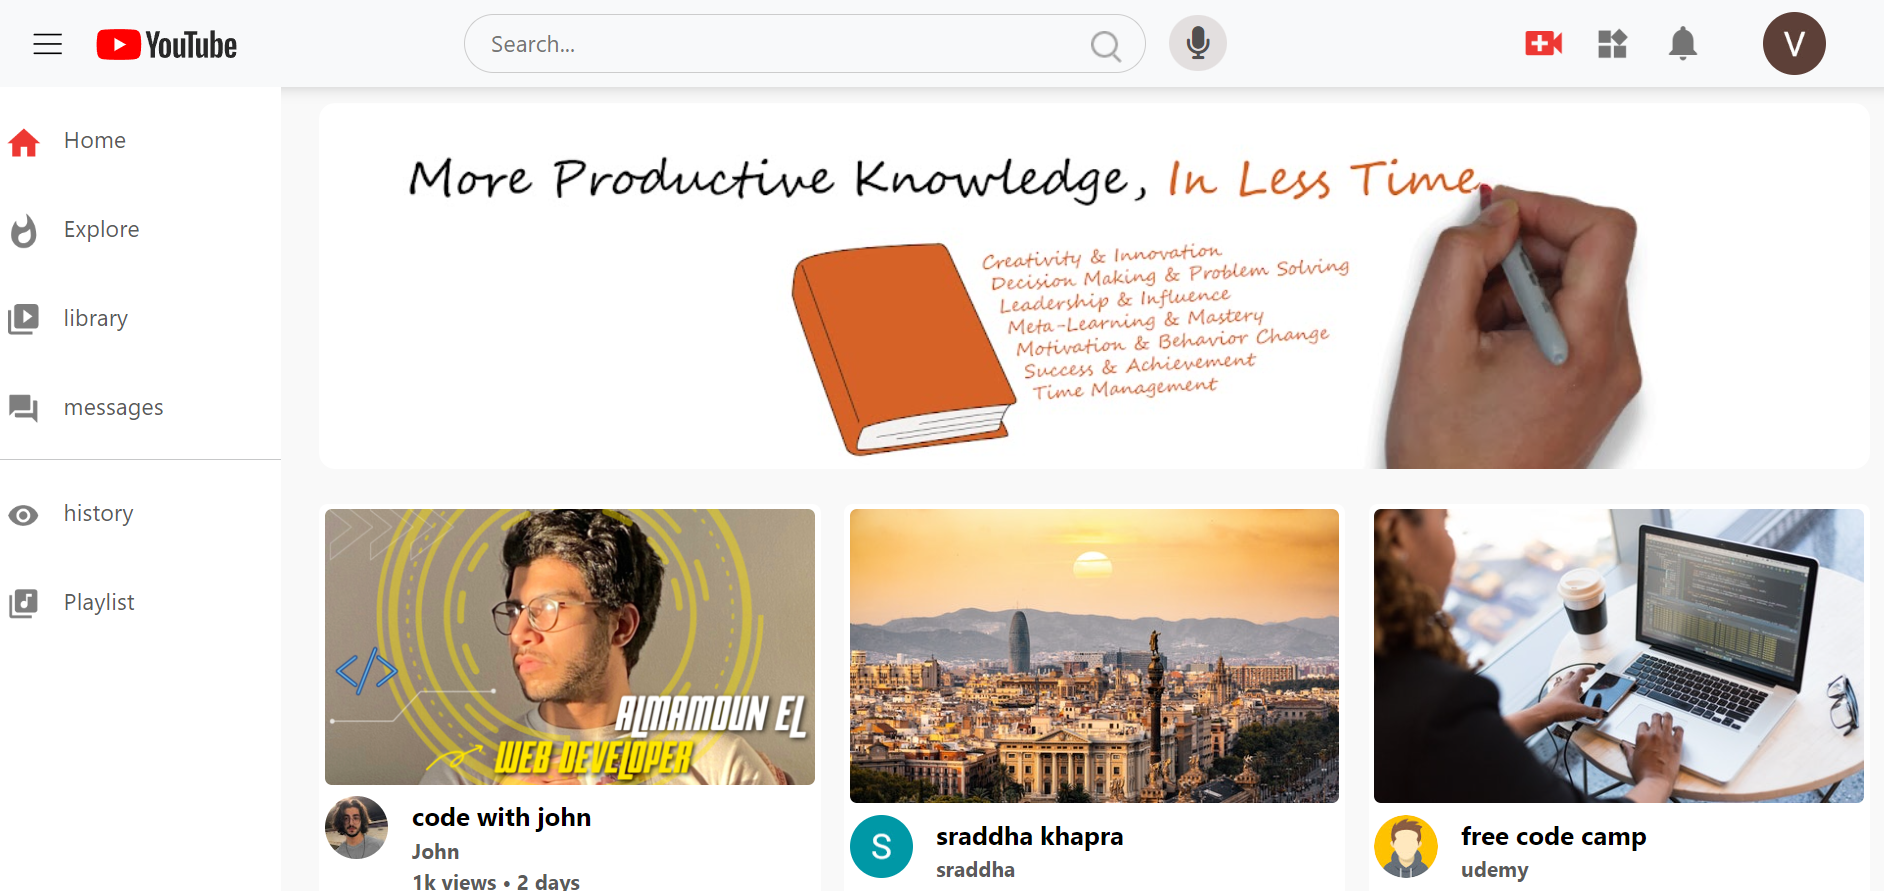 YouTube
Search...
V
Home
Explore
library
messages
history
Playlist
More Productive Knowledge, In Less Time
Creativity & Innovation
Decision Making & Problem Solving
Leadership & Influence
Meta-Learning & Mastery
Motivation & Behavior Change
Success & Achievement
Time Management
</>
ALMAMOUN EL
WEB DEVELOPER
code with john
John
1k views • 2 days
S
sraddha khapra
sraddha
free code camp
udemy